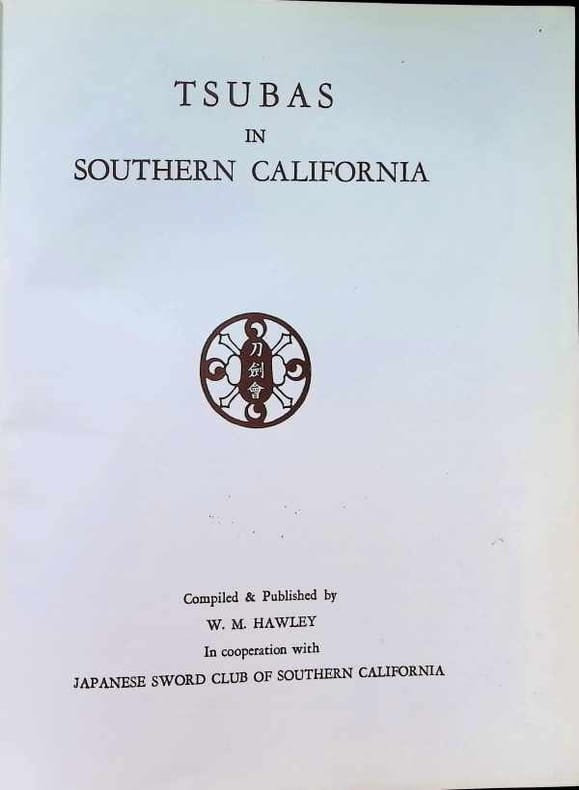 TSUBAS
IN
SOUTHERN CALIFORNIA
刀
劍
會
Compiled & Published by
W. M. HAWLEY
In cooperation with
JAPANESE SWORD CLUB OF SOUTHERN CALIFORNIA